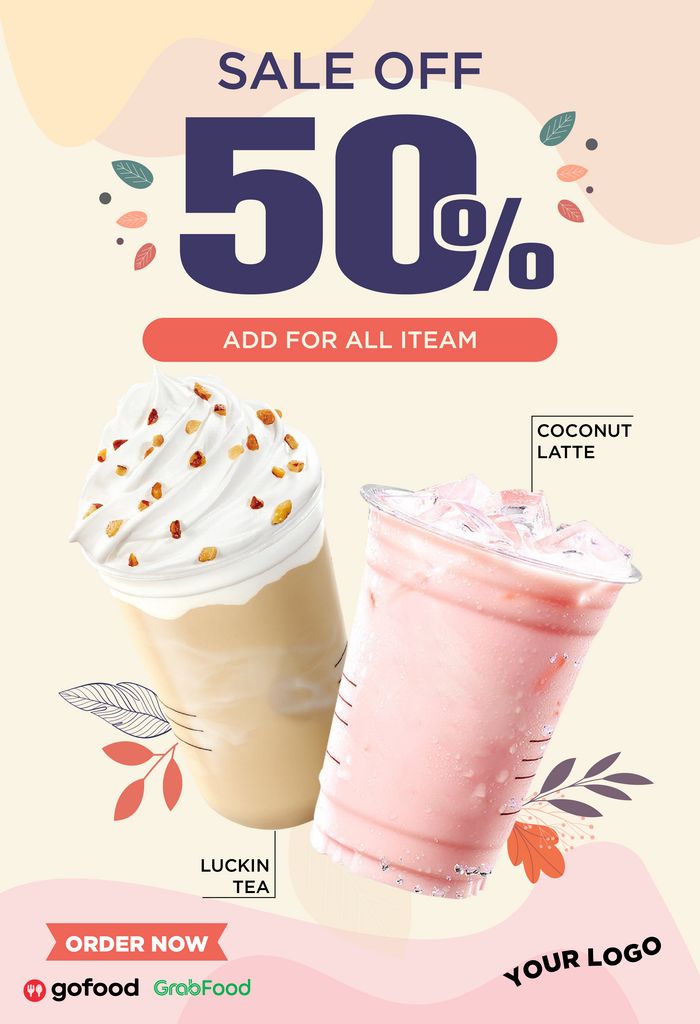 SALE OFF
50%
ADD FOR ALL ITEAM
COCONUT
LATTE
LUCKIN
TEA
ORDER NOW
gofood GrabFood
YOUR LOGO